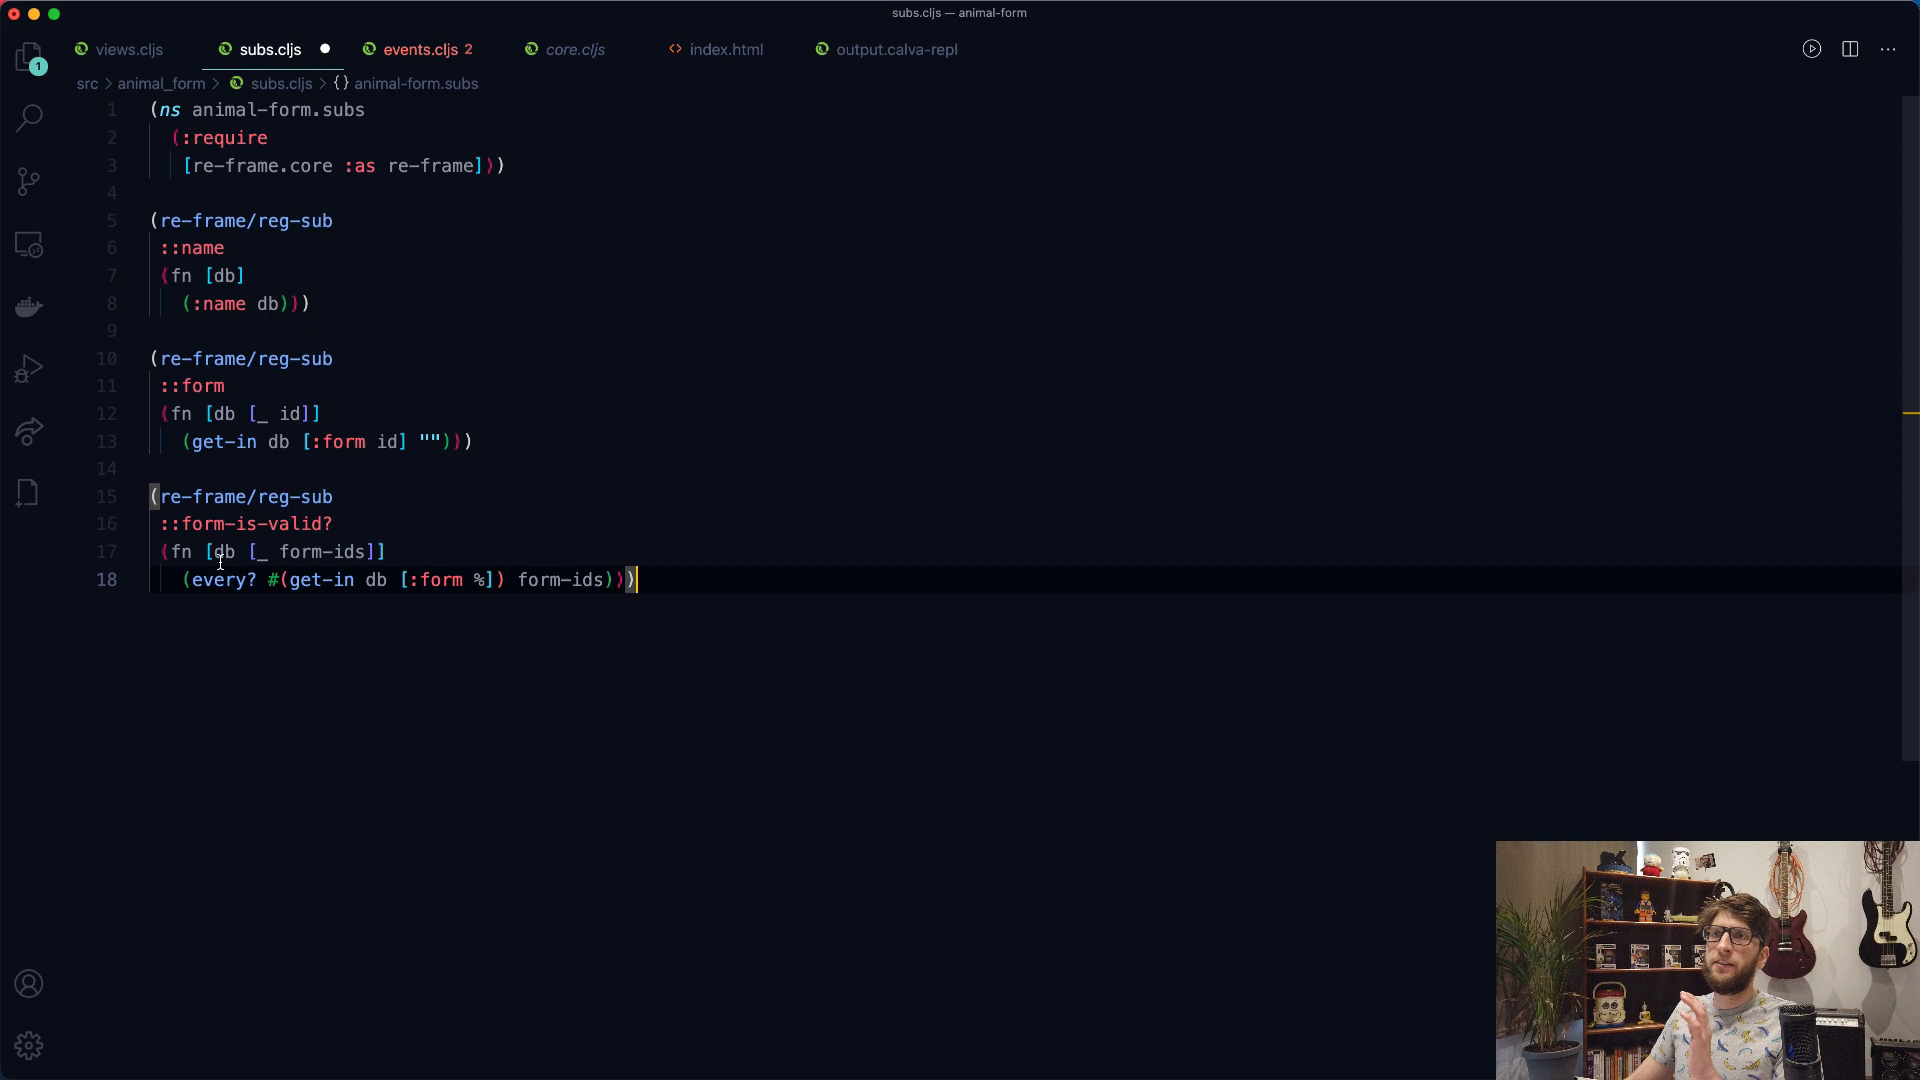 subs.cljs — animal-form
views.cljs
subs.cljs
events.cljs 2
core.cljs
index.html
output.calva-repl
src > animal_form > subs.cljs > {} animal-form.subs
1
1 (ns animal-form.subs
2 (:require
3 [re-frame.core :as re-frame]))
4
5 (re-frame/reg-sub
6 ::name
7 (fn [db]
8 (:name db)))
9
10 (re-frame/reg-sub
11 ::form
12 (fn [db [_ id]]
13 (get-in db [:form id] "")))
14
15 (re-frame/reg-sub
16 ::form-is-valid?
17 (fn [db [_ form-ids]]
18 (every? #(get-in db [:form %]) form-ids)))